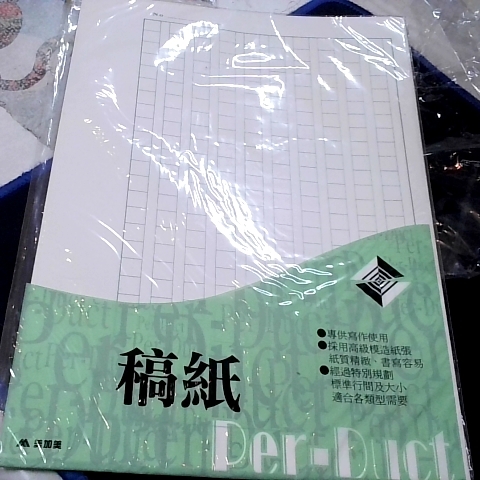 稿紙
●專供寫作使用
●採用高級模造紙張
紙質精緻、書寫容易
●經過特別規劃
標準行間及大小
適合各類型需要
Per-Duct